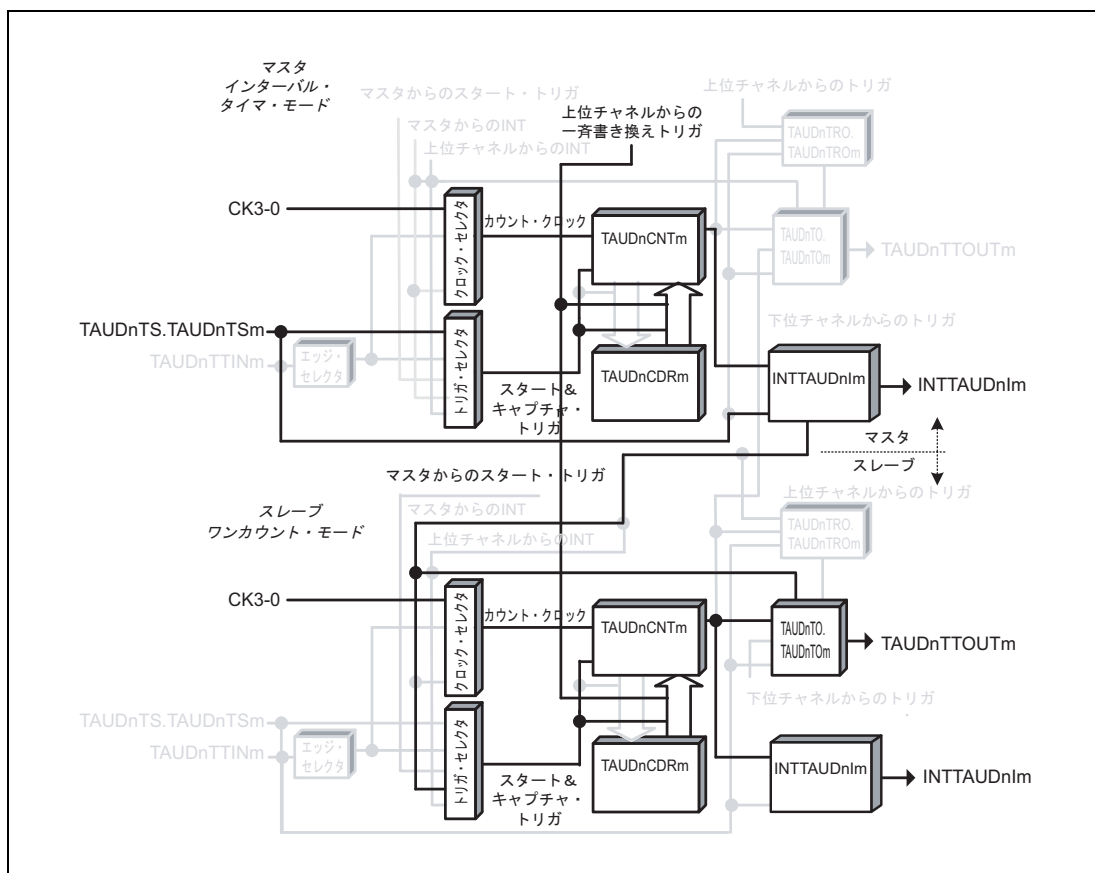 マスタ
インターバル・
タイマ・モード
マスタからのスタート・トリガ
マスタからのINT
上位チャネルからのINT
上位チャネルからの
一斉書き換えトリガ
上位チャネルからのトリガ
TAUDnTRO.
TAUDnTROm
CK3-0
クロック・セレクタ
カウント・クロック
TAUDnCNTm
TAUDnTO.
TAUDnTOm
TAUDnTTOUTm
TAUDnTS.TAUDnTSm
TAUDnTTINm
エッジ・
セレクタ
トリガ・セレクタ
スタート&
キャプチャ・
トリガ
TAUDnCDRm
下位チャネルからのトリガ
INTTAUDnIm
INTTAUDnIm
マスタ
スレーブ
マスタからのスタート・トリガ
スレーブ
ワンカウント・モード
マスタからのINT
上位チャネルからのINT
上位チャネルからのトリガ
TAUDnTRO.
TAUDnTROm
CK3-0
クロック・セレクタ
カウント・クロック
TAUDnCNTm
TAUDnTO.
TAUDnTOm
TAUDnTTOUTm
下位チャネルからのトリガ
TAUDnTS.TAUDnTSm
TAUDnTTINm
エッジ・
セレクタ
トリガ・セレクタ
スタート&
キャプチャ・
トリガ
TAUDnCDRm
INTTAUDnIm
INTTAUDnIm